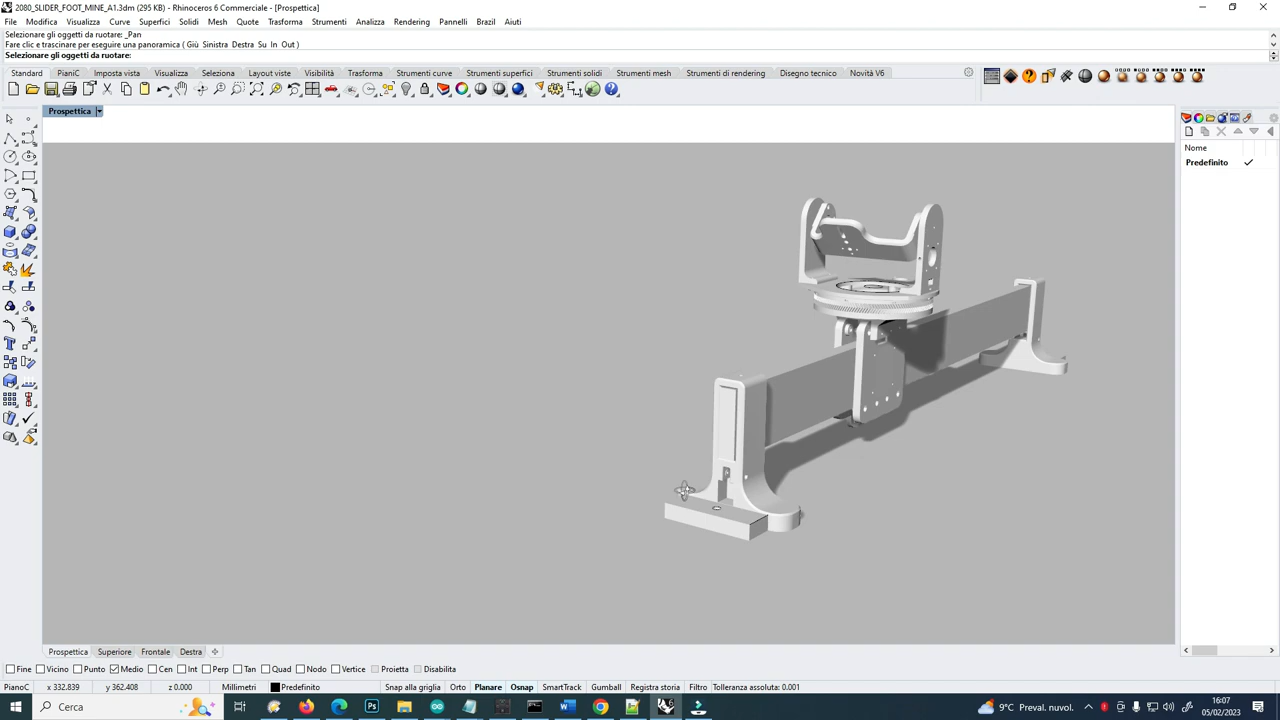 2080_SLIDER_FOOT_MINE_A1.3dm (295 KB) - Rhinoceros 6 Commerciale - [Prospettica]
File Modifica Visualizza Curve Superfici Solidi Mesh Quote Trasforma Strumenti Analizza Rendering Pannelli Brazil Aiuti
Selezionare gli oggetti da ruotare: _Pan
Fare clic e trascinare per eseguire una panoramica ( Giù Sinistra Destra Su In Out )
Selezionare gli oggetti da ruotare:
Standard PianiC Imposta vista Visualizza Seleziona Layout viste Visibilità Trasforma Strumenti curve Strumenti superfici Strumenti solidi Strumenti mesh Strumenti di rendering Disegno tecnico Novità V6
Prospettica
Nome
Predefinito
Prospettica Superiore Frontale Destra
Fine Vicino Punto Medio Cen Int Perp Tan Quad Nodo Vertice Proietta Disabilita
PianoC x 332.839 y 362.408 z 0.000 Millimetri Predefinito Snap alla griglia Orto Planare Osnap SmartTrack Gumball Registra storia Filtro Tolleranza assoluta: 0.001
Cerca
9°C Preval. nuvol.
16:07
05/02/2023